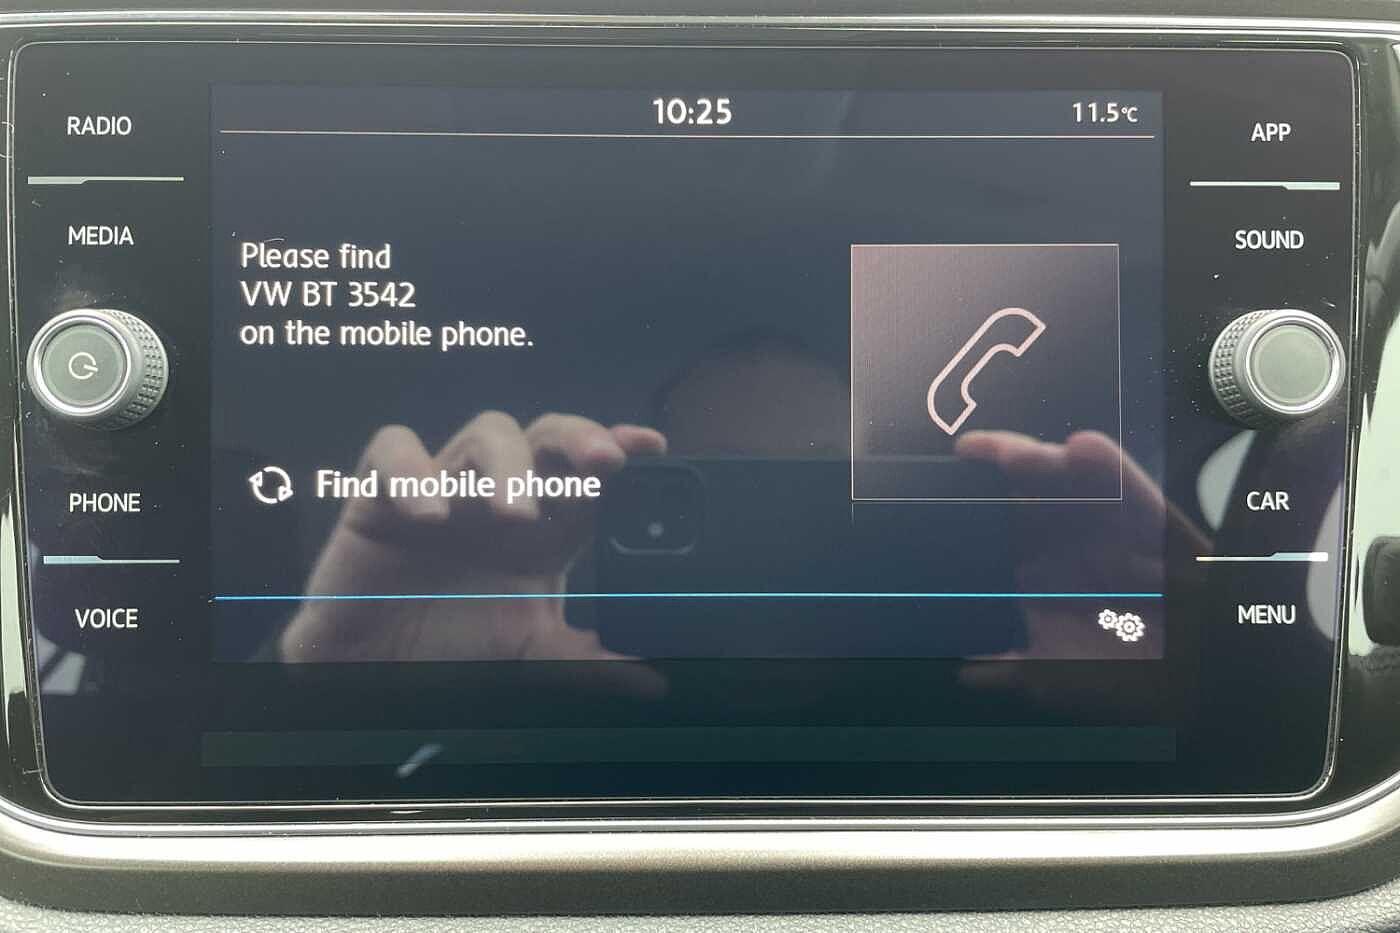 RADIO
MEDIA
PHONE
VOICE
10:25
11.5°C
Please find
VW BT 3542
on the mobile phone.
Find mobile phone
APP
SOUND
CAR
MENU